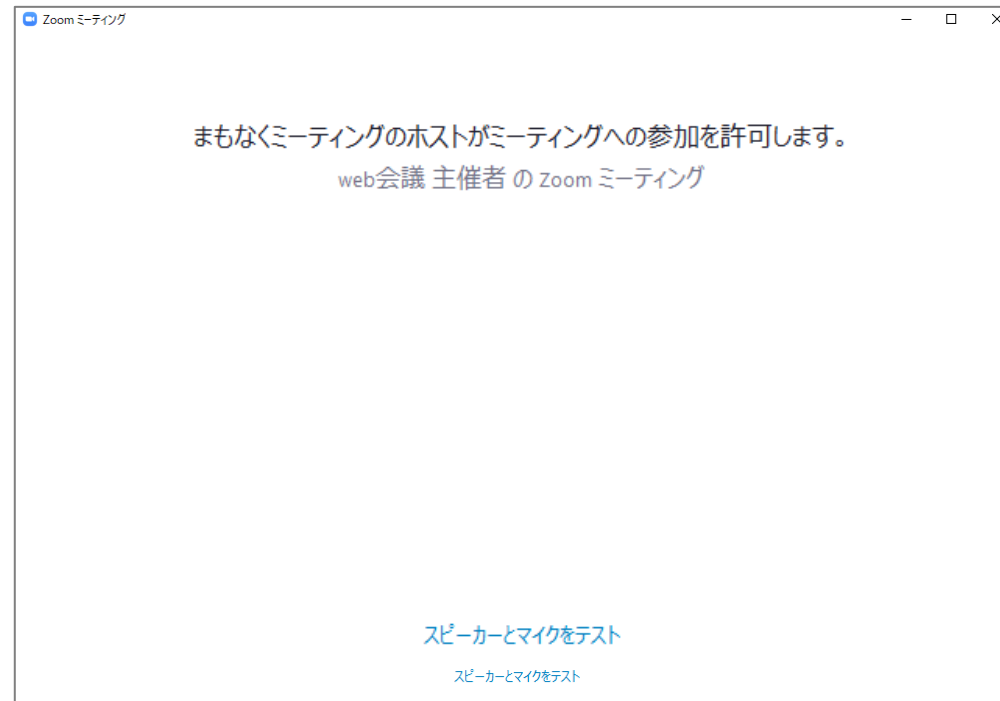 Zoom ミーティング
まもなくミーティングのホストがミーティングへの参加を許可します。
web会議 主催者 の Zoom ミーティング
スピーカーとマイクをテスト
スピーカーとマイクをテスト